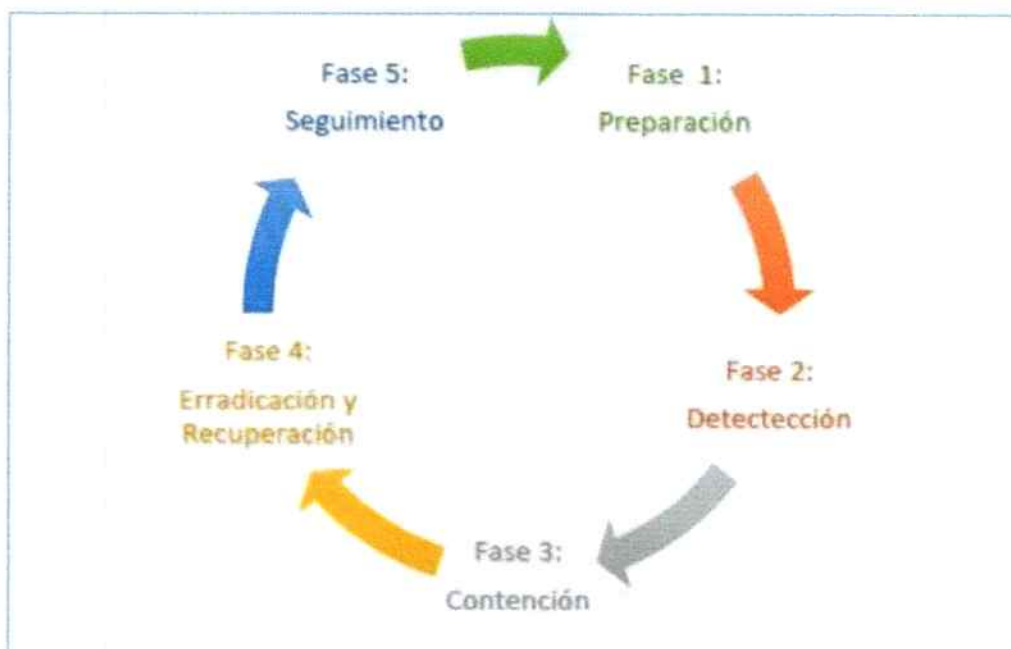 Fase 1:
Preparación
Fase 2:
Detectección
Fase 3:
Contención
Fase 4:
Erradicación y
Recuperación
Fase 5:
Seguimiento